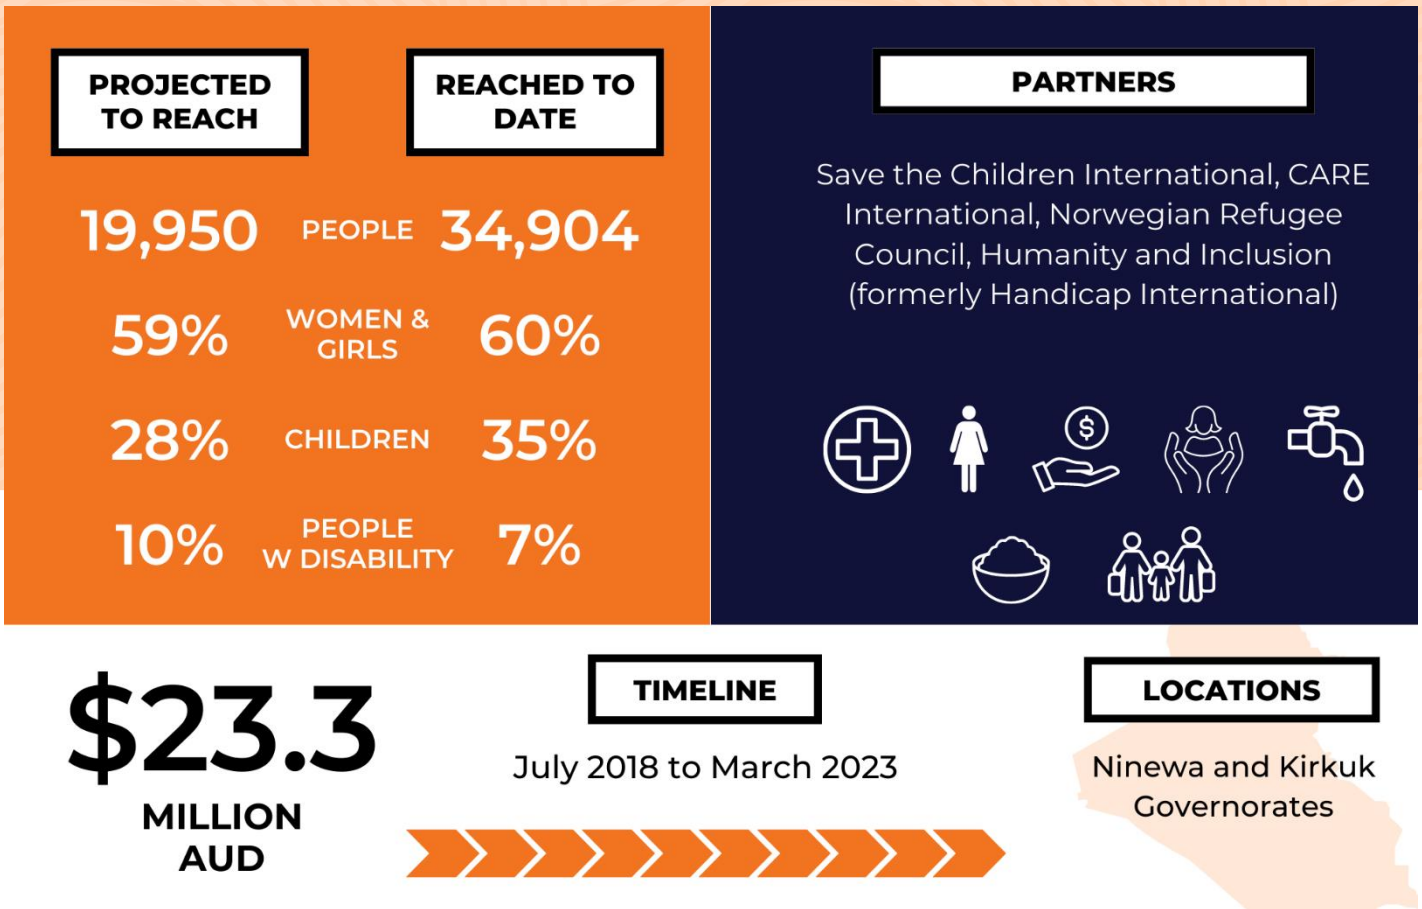 PROJECTED
TO REACH
REACHED TO
DATE
19,950
PEOPLE
34,904
59%
WOMEN &
GIRLS
60%
28%
CHILDREN
35%
10%
PEOPLE
W DISABILITY
7%
PARTNERS
Save the Children International, CARE
International, Norwegian Refugee
Council, Humanity and Inclusion
(formerly Handicap International)
$
$23.3
MILLION
AUD
TIMELINE
July 2018 to March 2023
LOCATIONS
Ninewa and Kirkuk
Governorates